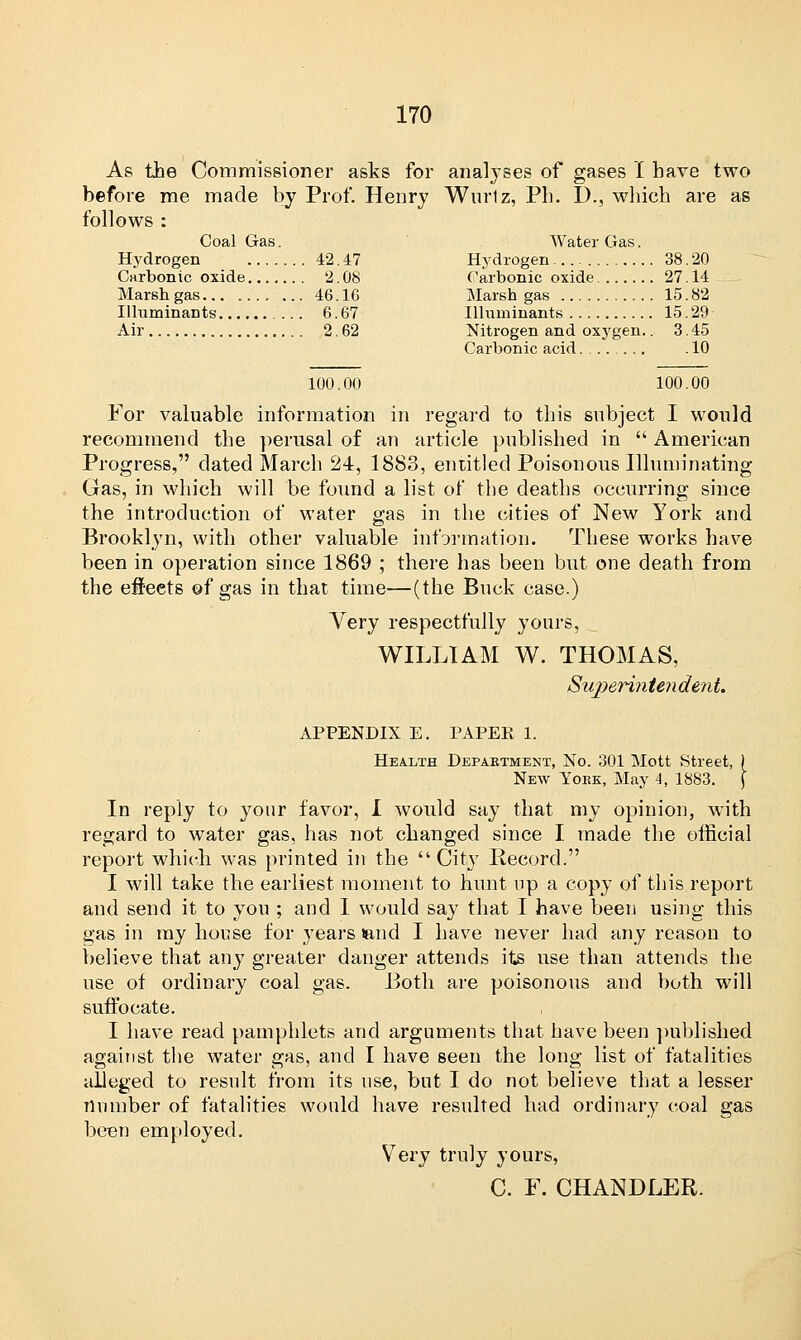 170
As the Commissioner asks for analyses of gases I have two
before me made by Prof. Henry Wurtz, Ph. D., which are as
follows :
Coal Gas.
Hydrogen ....... 42.47
Carbonic oxide....... 2.08
Marsh gas... ....... ... 46.16
Illuminants...... .... 6.67
Air.................... 2.62
100.00
Water Gas.
Hydrogen .... ........... 38.20
Carbonic oxide....... 27.14
Marsh gas ........... 15.82
Illuminants .......... 15.29
Nitrogen and oxygen.. 3.45
Carbonic acid. ....... .10
100.00
For valuable information in regard to this subject I would
recommend the perusal of an article published in “ American
Progress,” dated March 24, 1883, entitled Poisonous Illuminating
Gas, in which will be found a list of the deaths occurring since
the introduction of water gas in the cities of New York and
Brooklyn, with other valuable information. These works have
been in operation since 1869 ; there has been but one death from
the effects of gas in that time—(the Buck case.)
Very respectfully yours,
WILLIAM W. THOMAS,
Superintendent.
APPENDIX E. PAPER 1.
Health Department, No. 301 Mott Street, }
New York, May 4, 1883. }
In reply to your favor, I would say that my opinion, with
regard to water gas, has not changed since I made the official
report which was printed in the “ City Record.”
I will take the earliest moment to hunt up a copy of this report
and send it to you ; and I would say that I have been using this
gas in my house for years and I have never had any reason to
believe that any greater danger attends its use than attends the
use of ordinary coal gas. Both are poisonous and both will
suffocate.
I have read pamphlets and arguments that have been published
against the water gas, and I have seen the long list of fatalities
alleged to result from its use, but I do not believe that a lesser
number of fatalities would have resulted had ordinary coal gas
been employed.
Very truly yours,
C. F. CHANDLER.